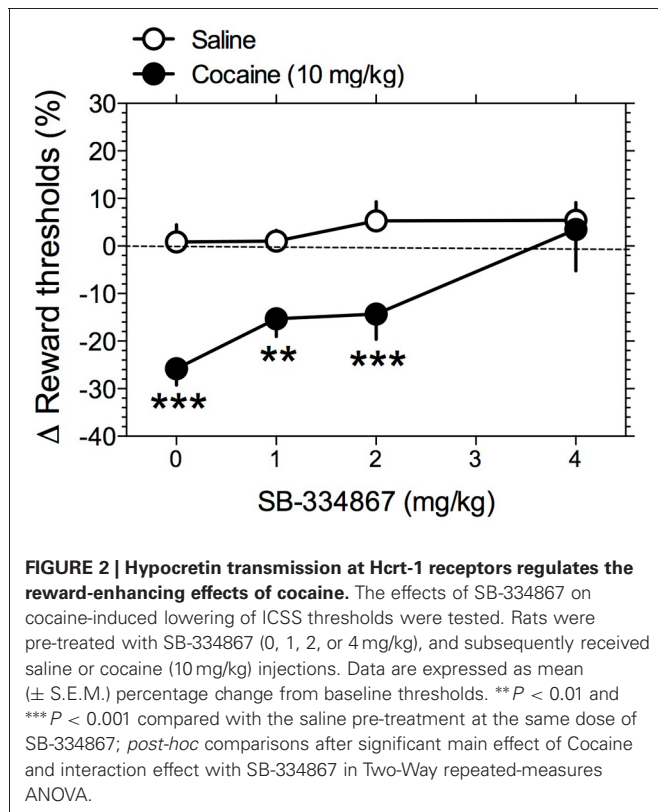 Saline
Cocaine (10 mg/kg)
Δ Reward thresholds (%)
30
20
10
0
-10
-20
-30
-40
***
**
***
0 1 2 3 4
SB-334867 (mg/kg)
FIGURE 2 | Hypocretin transmission at Hcrt-1 receptors regulates the
reward-enhancing effects of cocaine. The effects of SB-334867 on
cocaine-induced lowering of ICSS thresholds were tested. Rats were
pre-treated with SB-334867 (0, 1, 2, or 4 mg/kg), and subsequently received
saline or cocaine (10 mg/kg) injections. Data are expressed as mean
(± S.E.M.) percentage change from baseline thresholds. **P < 0.01 and
***P < 0.001 compared with the saline pre-treatment at the same dose of
SB-334867; post-hoc comparisons after significant main effect of Cocaine
and interaction effect with SB-334867 in Two-Way repeated-measures
ANOVA.